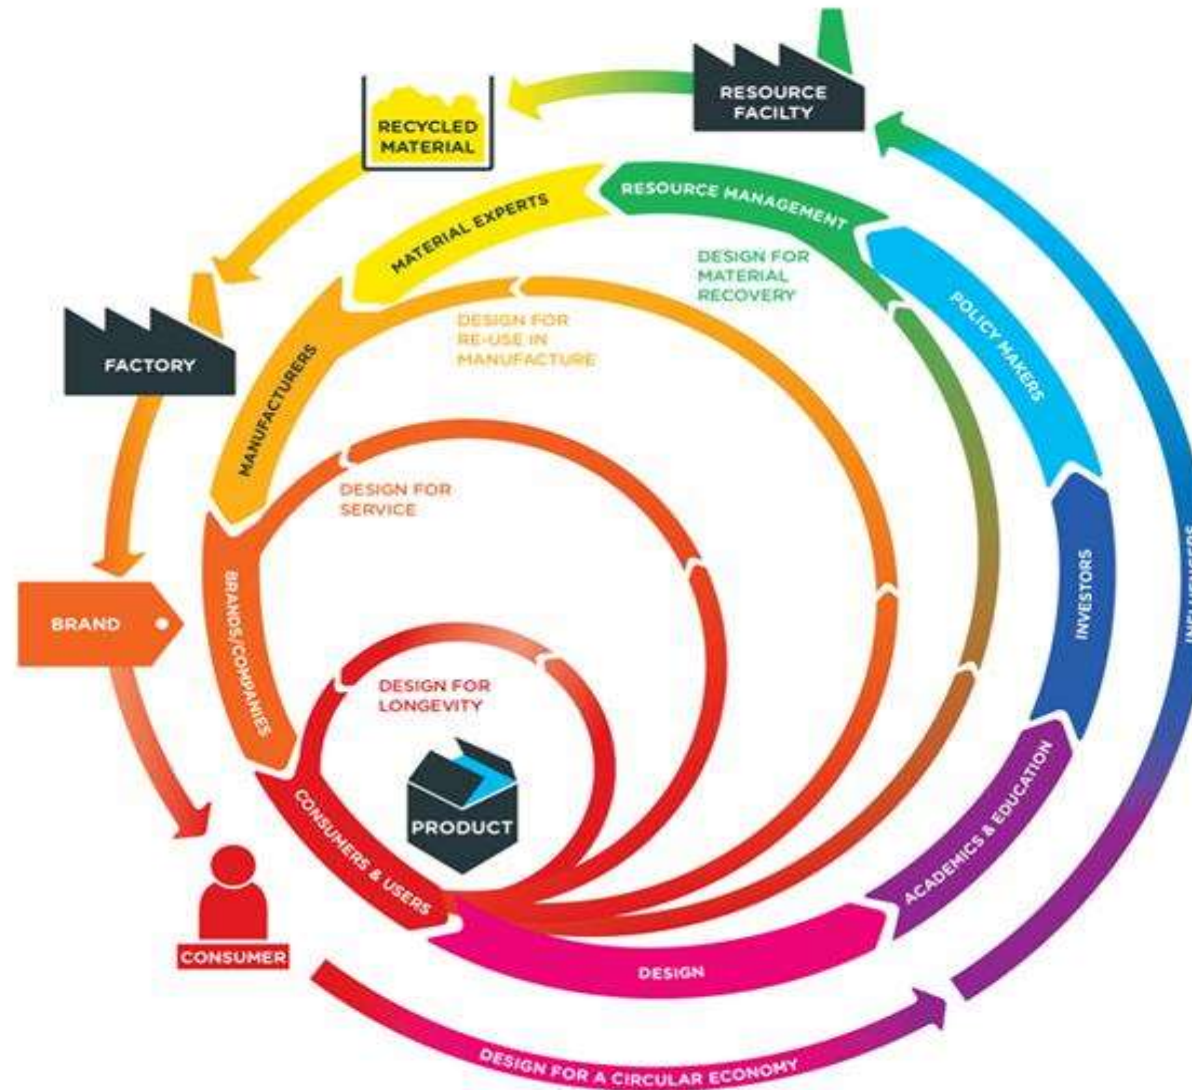 RESOURCE
FACILTY
RECYCLED
MATERIAL
RESOURCE MANAGEMENT
MATERIAL EXPERTS
DESIGN FOR
MATERIAL
RECOVERY
POLICY MAKERS
DESIGN FOR
RE-USE IN
MANUFACTURE
FACTORY
MANUFACTURERS
DESIGN FOR
SERVICE
INVESTORS
INFLUENCERS
BRAND
BRANDS/COMPANIES
DESIGN FOR
LONGEVITY
PRODUCT
CONSUMERS & USERS
ACADEMICS & EDUCATION
CONSUMER
DESIGN
DESIGN FOR A CIRCULAR ECONOMY